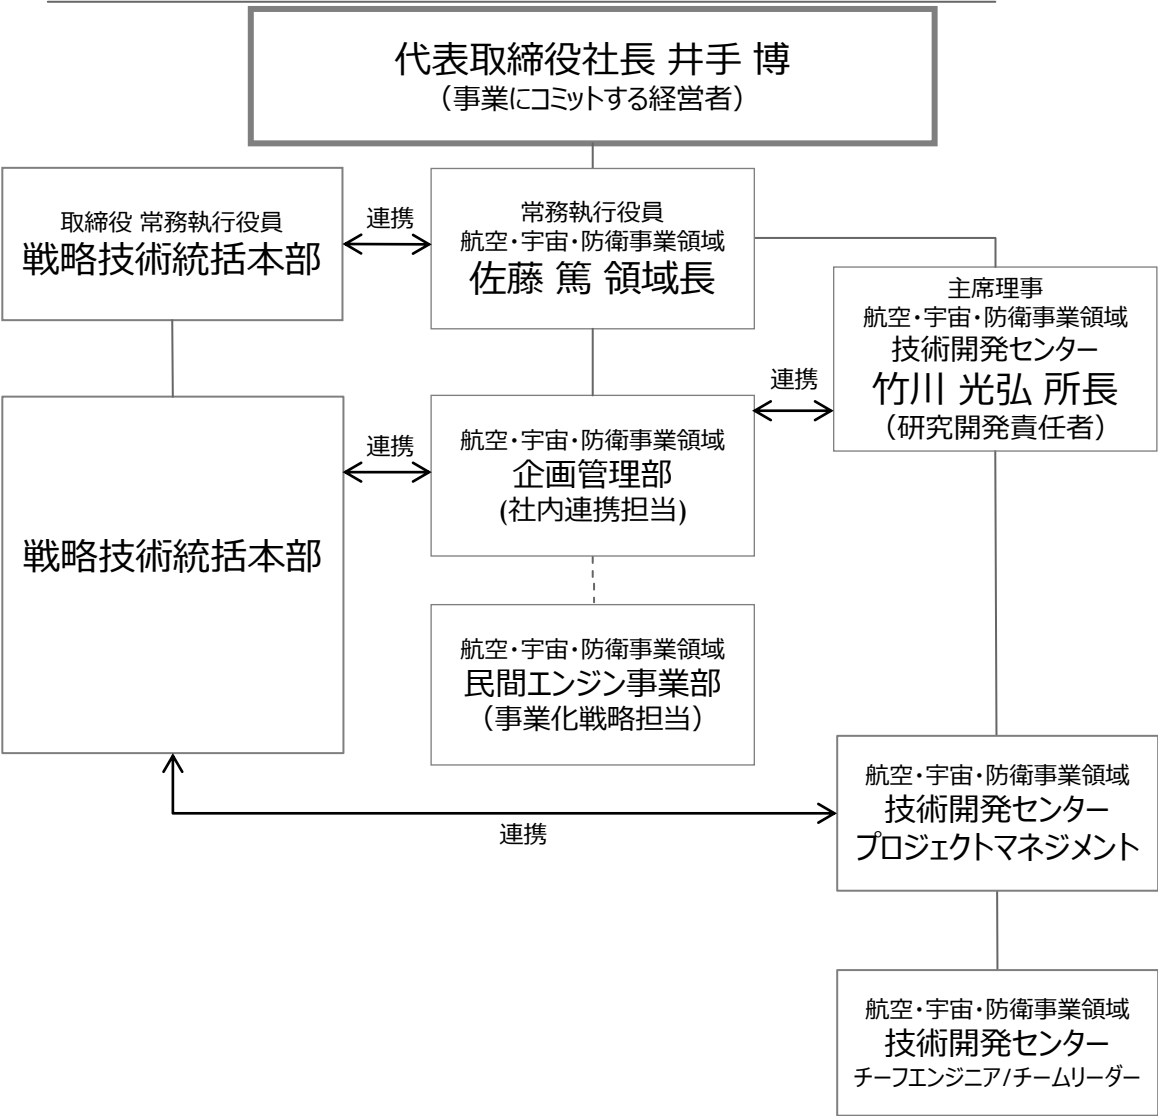 代表取締役社長 井手 博
（事業にコミットする経営者）
取締役 常務執行役員
戦略技術統括本部
連携
常務執行役員
航空・宇宙・防衛事業領域
佐藤 篤 領域長
主席理事
航空・宇宙・防衛事業領域
技術開発センター
竹川 光弘 所長
（研究開発責任者）
連携
戦略技術統括本部
連携
航空・宇宙・防衛事業領域
企画管理部
(社内連携担当)
航空・宇宙・防衛事業領域
民間エンジン事業部
（事業化戦略担当）
連携
航空・宇宙・防衛事業領域
技術開発センター
プロジェクトマネジメント
航空・宇宙・防衛事業領域
技術開発センター
チーフエンジニア/チームリーダー